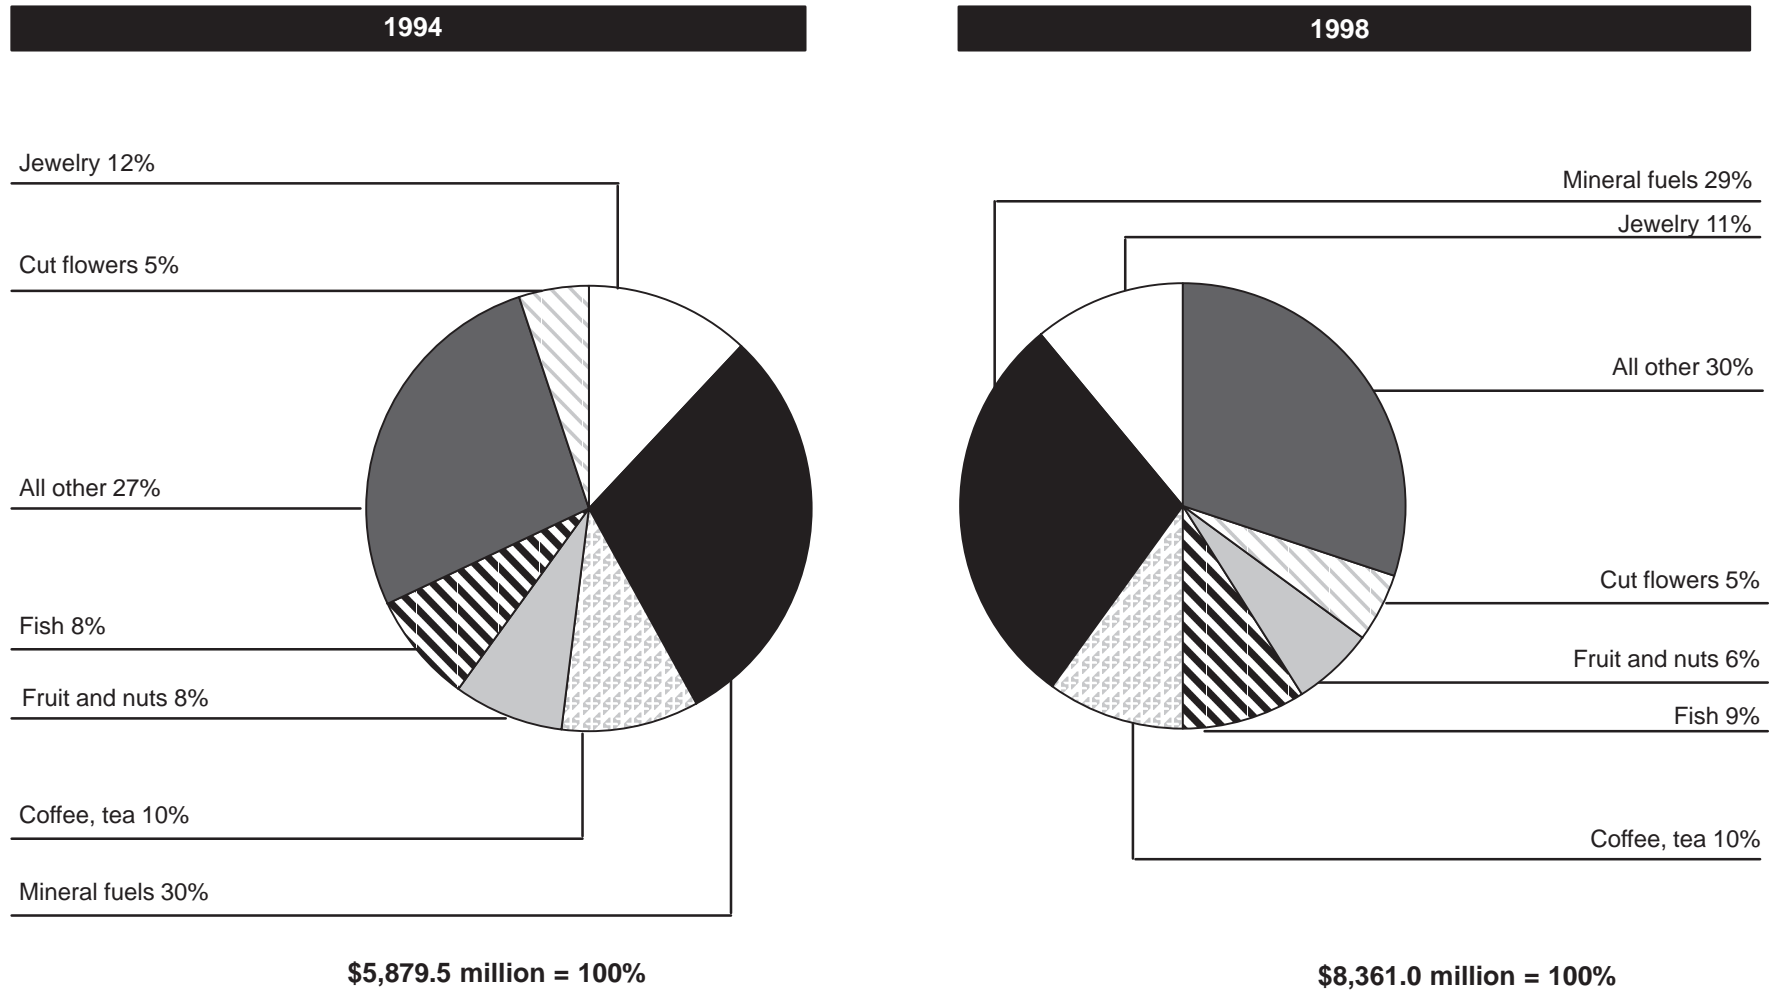 1994
Jewelry 12%
Cut flowers 5%
All other 27%
Fish 8%
Fruit and nuts 8%
Coffee, tea 10%
Mineral fuels 30%
$5,879.5 million = 100%
1998
Mineral fuels 29%
Jewelry 11%
All other 30%
Cut flowers 5%
Fruit and nuts 6%
Fish 9%
Coffee, tea 10%
$8,361.0 million = 100%